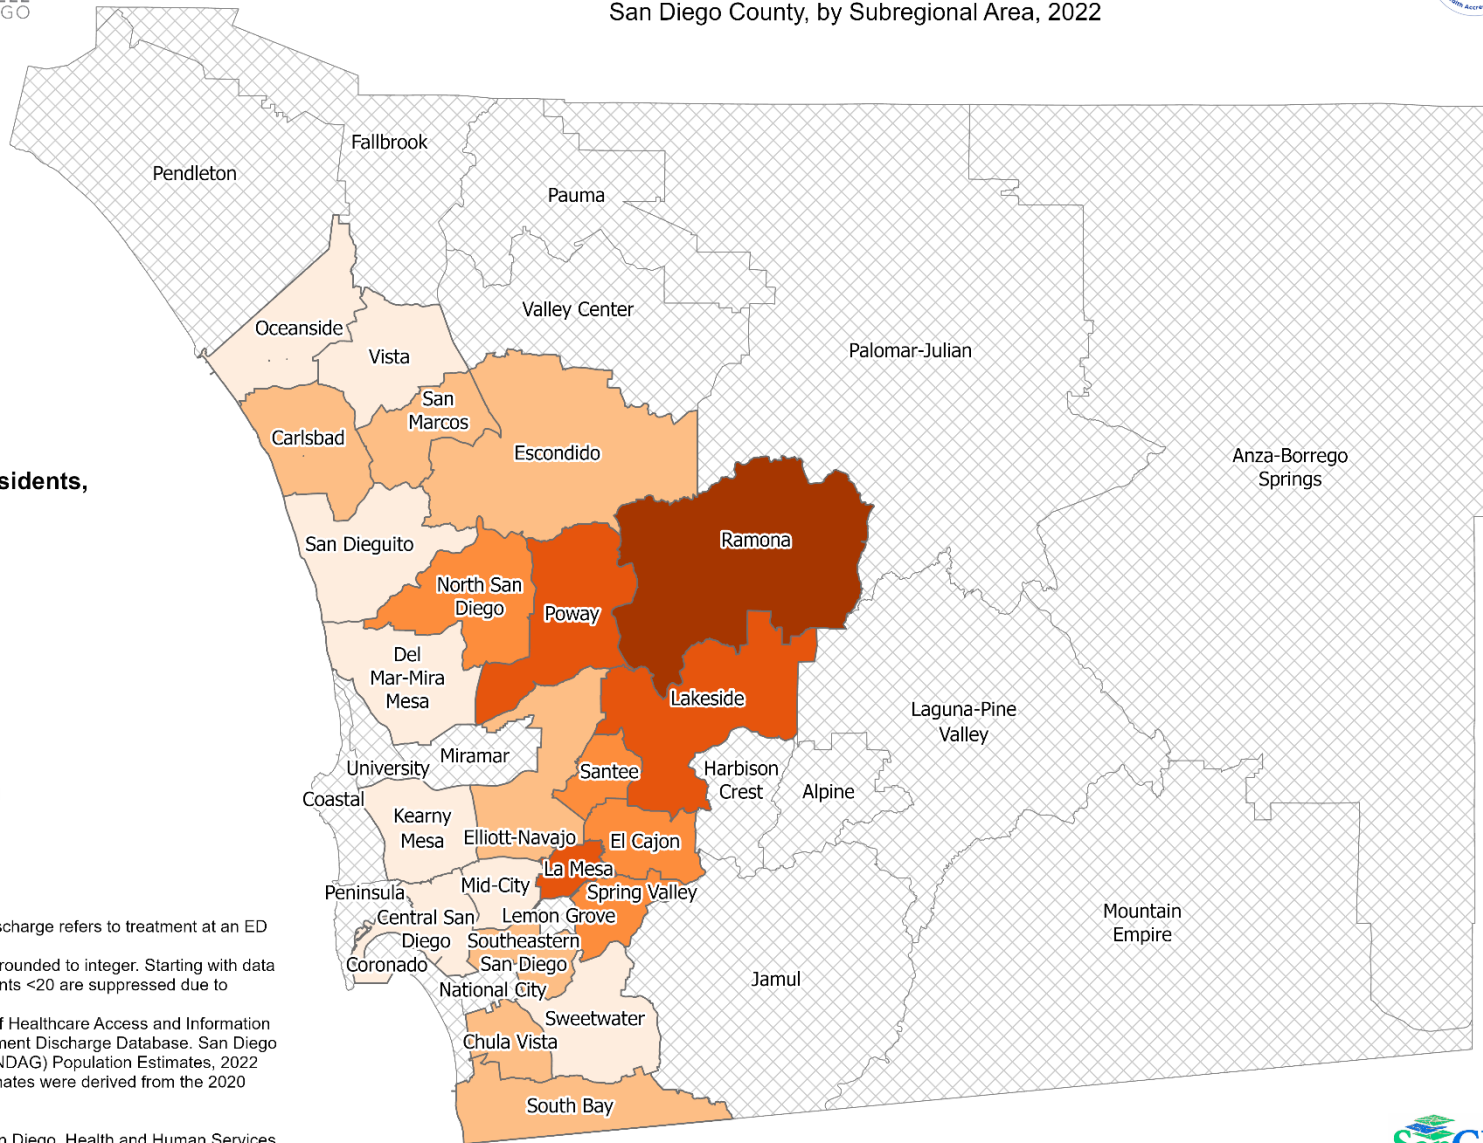 GO
San Diego County, by Subregional Area, 2022
Fallbrook
Pendleton
Pauma
Valley Center
Oceanside
Vista
Palomar-Julian
San
Marcos
Carlsbad
Escondido
Anza-Borrego
Springs
sidents,
Ramona
San Dieguito
North San
Diego
Poway
Del
Mar-Mira
Mesa
Lakeside
Laguna-Pine
Valley
Miramar
University
Santee
Harbison
Crest
Alpine
Coastal
Kearny
Mesa
Elliott-Navajo
El Cajon
La Mesa
Mid-City
Peninsula
Spring Valley
Central San
Diego
Lemon Grove
Mountain
Empire
Southeastern
San Diego
Coronado
Jamul
National City
Sweetwater
Chula Vista
South Bay
scharge refers to treatment at an ED
rounded to integer. Starting with data
nts <20 are suppressed due to
f Healthcare Access and Information
ment Discharge Database. San Diego
NDAG) Population Estimates, 2022
nates were derived from the 2020
n Diego, Health and Human Services